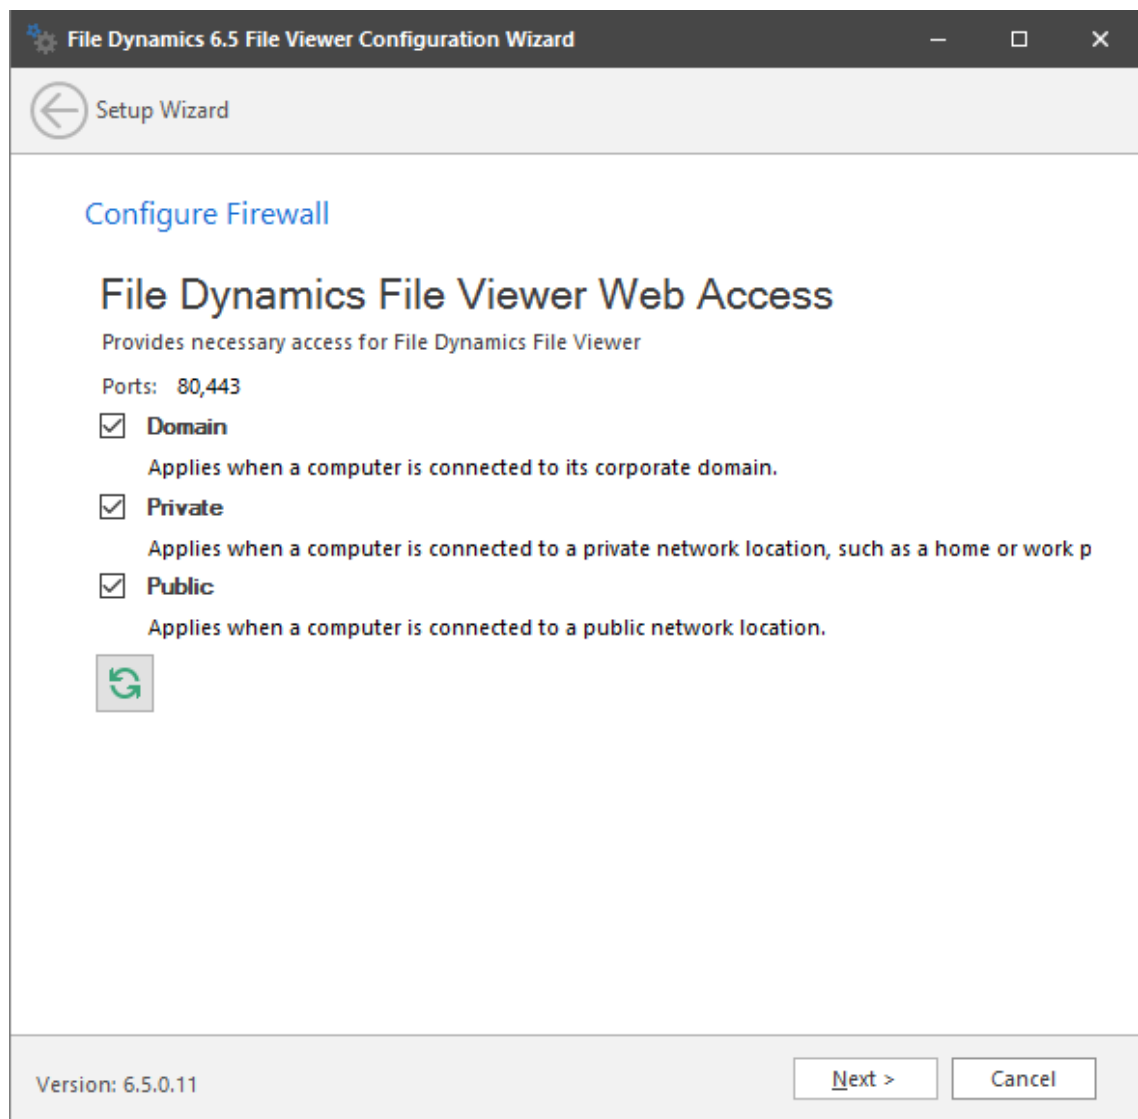 File Dynamics 6.5 File Viewer Configuration Wizard
Setup Wizard
Configure Firewall
File Dynamics File Viewer Web Access
Provides necessary access for File Dynamics File Viewer
Ports: 80,443
Domain
Applies when a computer is connected to its corporate domain.
Private
Applies when a computer is connected to a private network location, such as a home or work p
Public
Applies when a computer is connected to a public network location.
Version: 6.5.0.11
Next >
Cancel